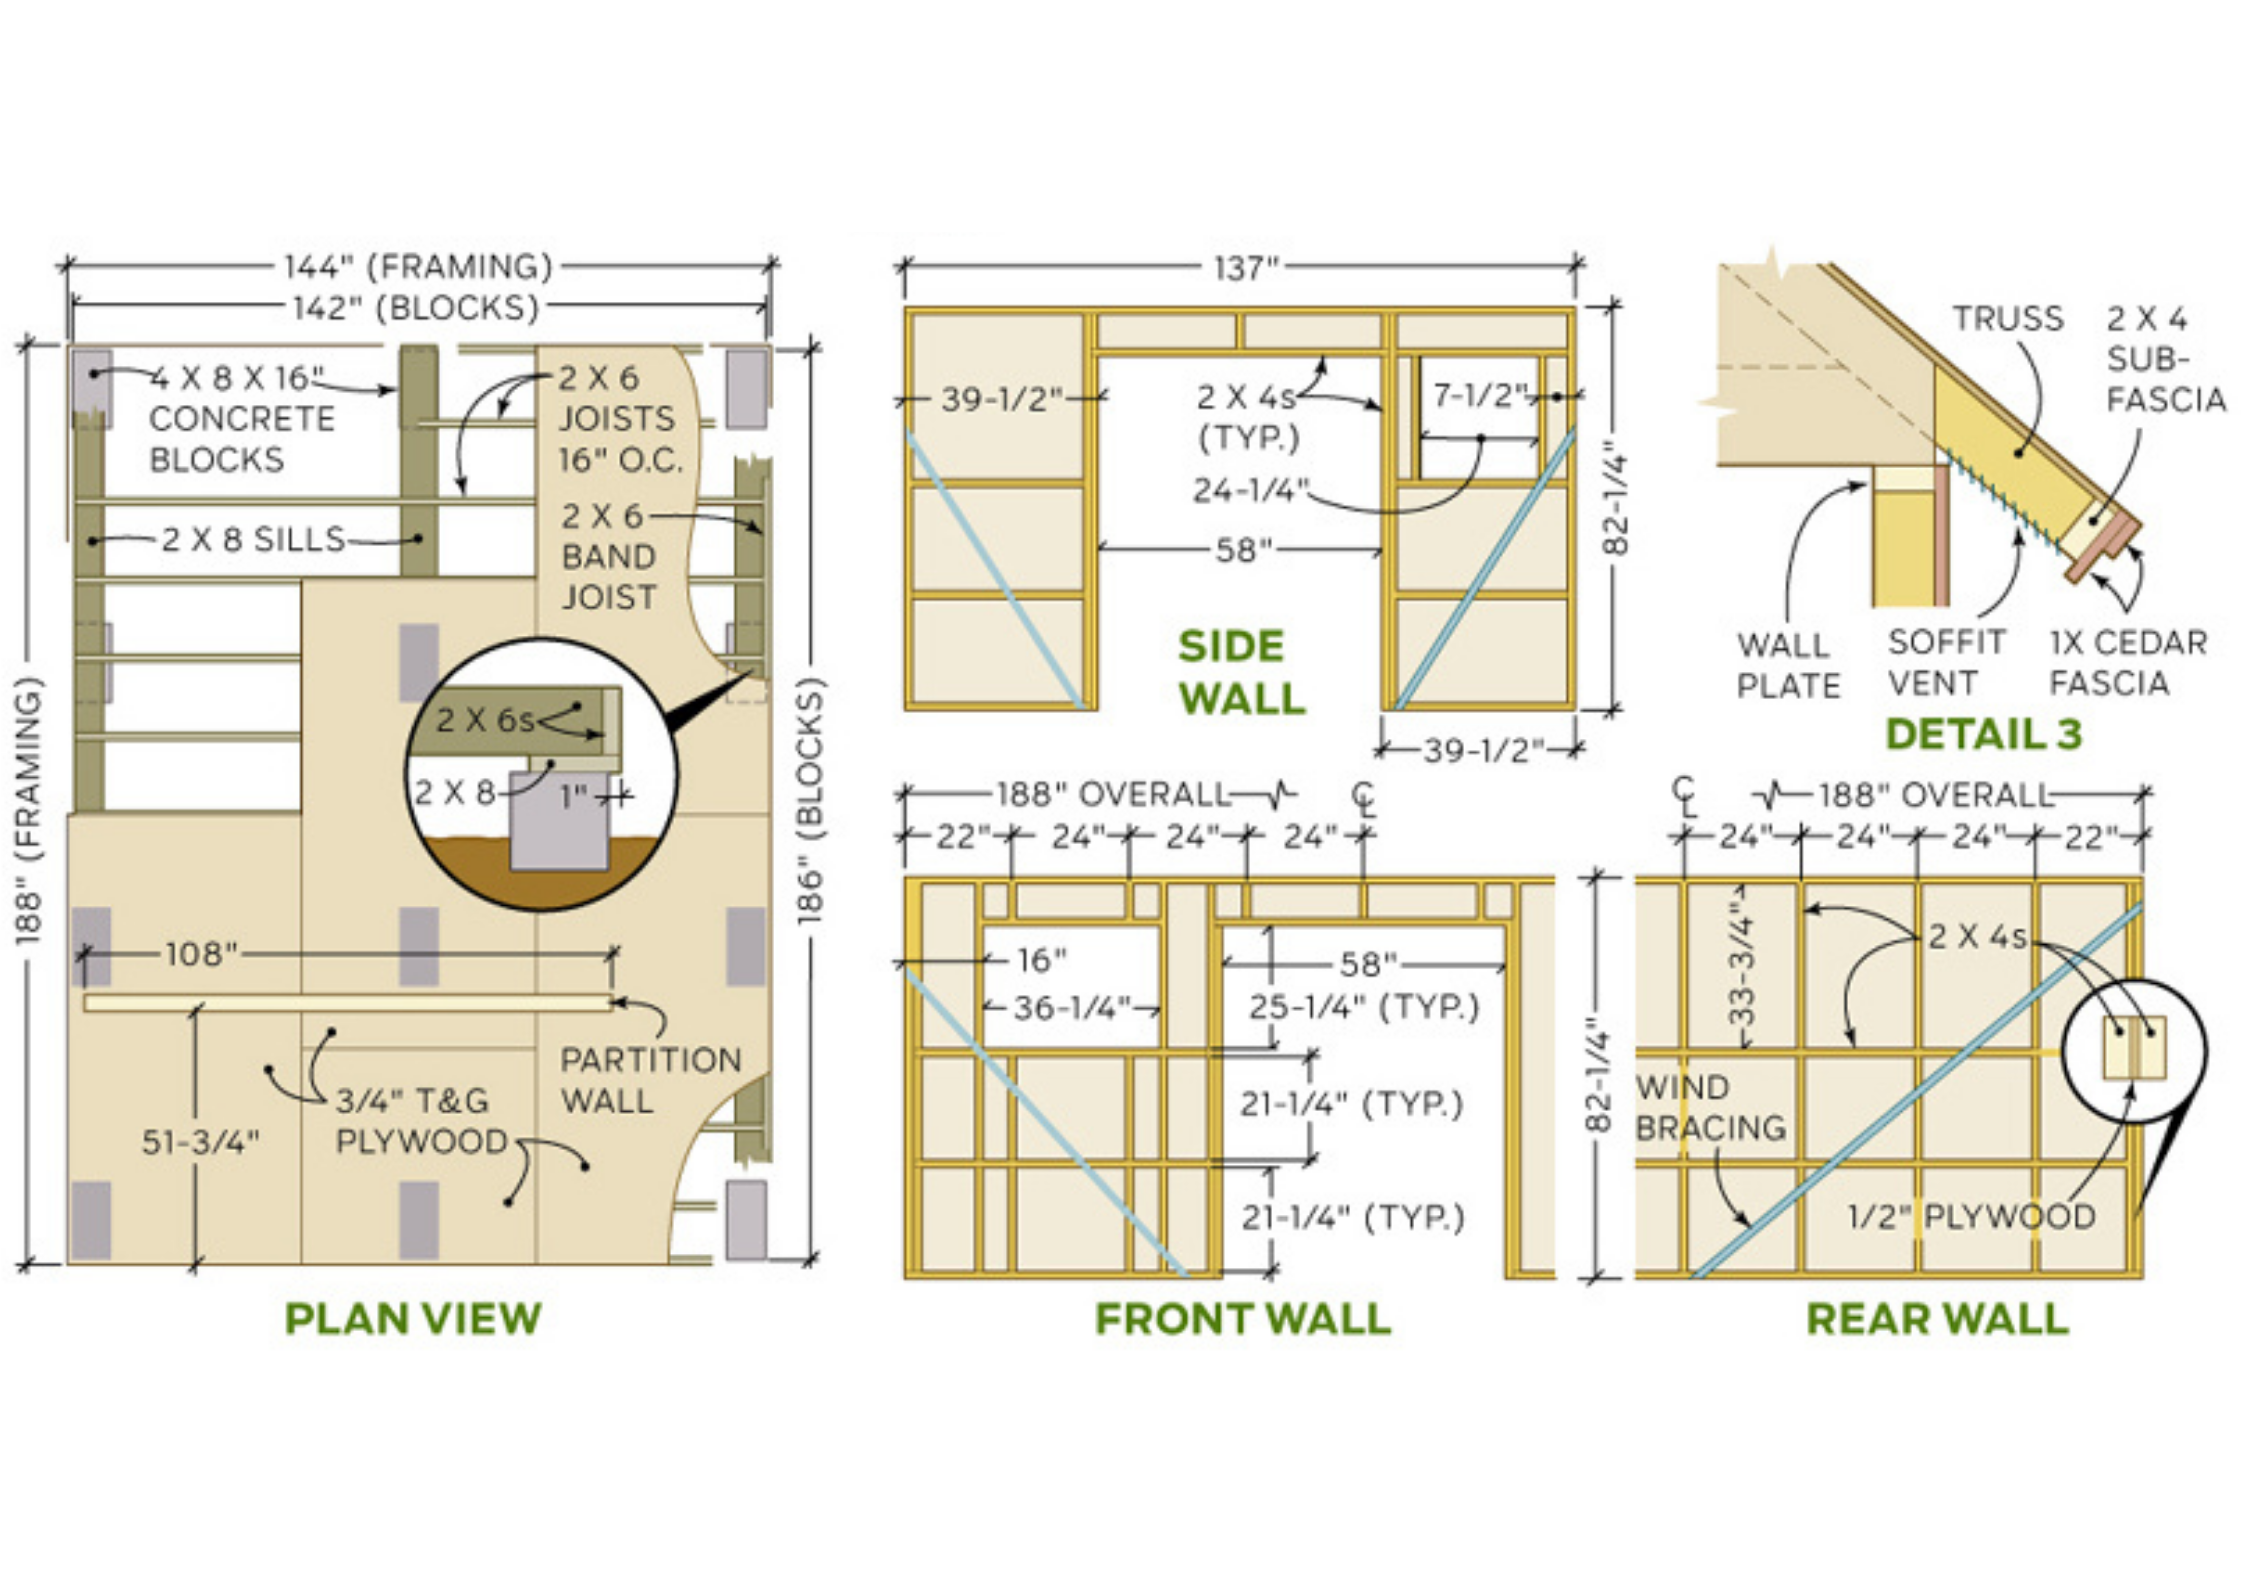 144" (FRAMING)
142" (BLOCKS)
188" (FRAMING)
186" (BLOCKS)
4 X 8 X 16"
CONCRETE
BLOCKS
2 X 6
JOISTS
16" O.C.
2 X 8 SILLS
2 X 6
BAND
JOIST
2 X 6s
2 X 8
1"
108"
PARTITION
WALL
3/4" T&G
PLYWOOD
51-3/4"
PLAN VIEW
137"
39-1/2"
2 X 4s
(TYP.)
7-1/2"
24-1/4"
58"
82-1/4"
SIDE
WALL
39-1/2"
TRUSS
2 X 4
SUB-
FASCIA
WALL
PLATE
SOFFIT
VENT
1X CEDAR
FASCIA
DETAIL 3
188" OVERALL
CL
22"
24"
24"
24"
16"
36-1/4"
58"
25-1/4" (TYP.)
21-1/4" (TYP.)
21-1/4" (TYP.)
82-1/4"
FRONT WALL
CL
188" OVERALL
24"
24"
24"
22"
33-3/4"
2 X 4s
WIND
BRACING
1/2" PLYWOOD
REAR WALL